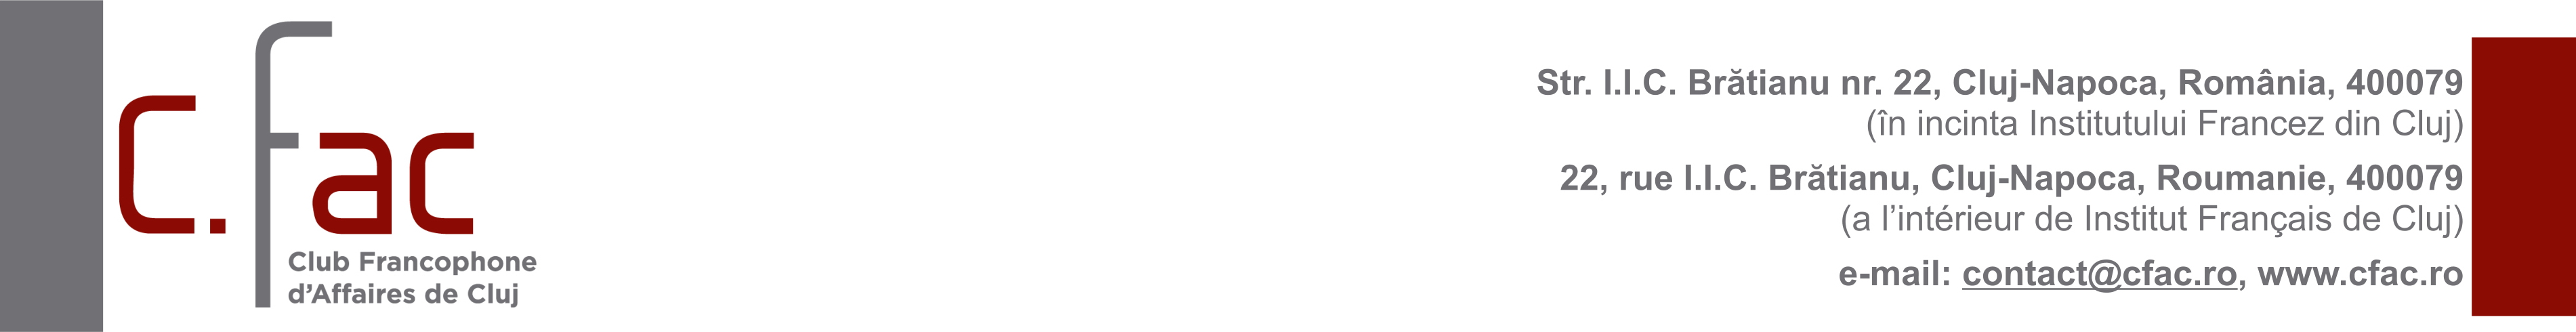 c.fac
Club Francophone
d’Affaires de Cluj
Str. I.I.C. Brătianu nr. 22, Cluj-Napoca, România, 400079
(în incinta Institutului Francez din Cluj)
22, rue I.I.C. Brătianu, Cluj-Napoca, Roumanie, 400079
(a l’intérieur de Institut Français de Cluj)
e-mail: contact@cfac.ro, www.cfac.ro